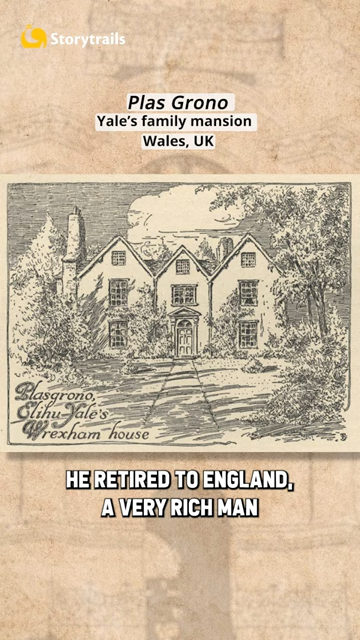 Storytrails
Plas Grono
Yale's family mansion
Wales, UK
Plasgrono,
Elihu Yale's
Wrexham house
HE RETIRED TO ENGLAND,
A VERY RICH MAN